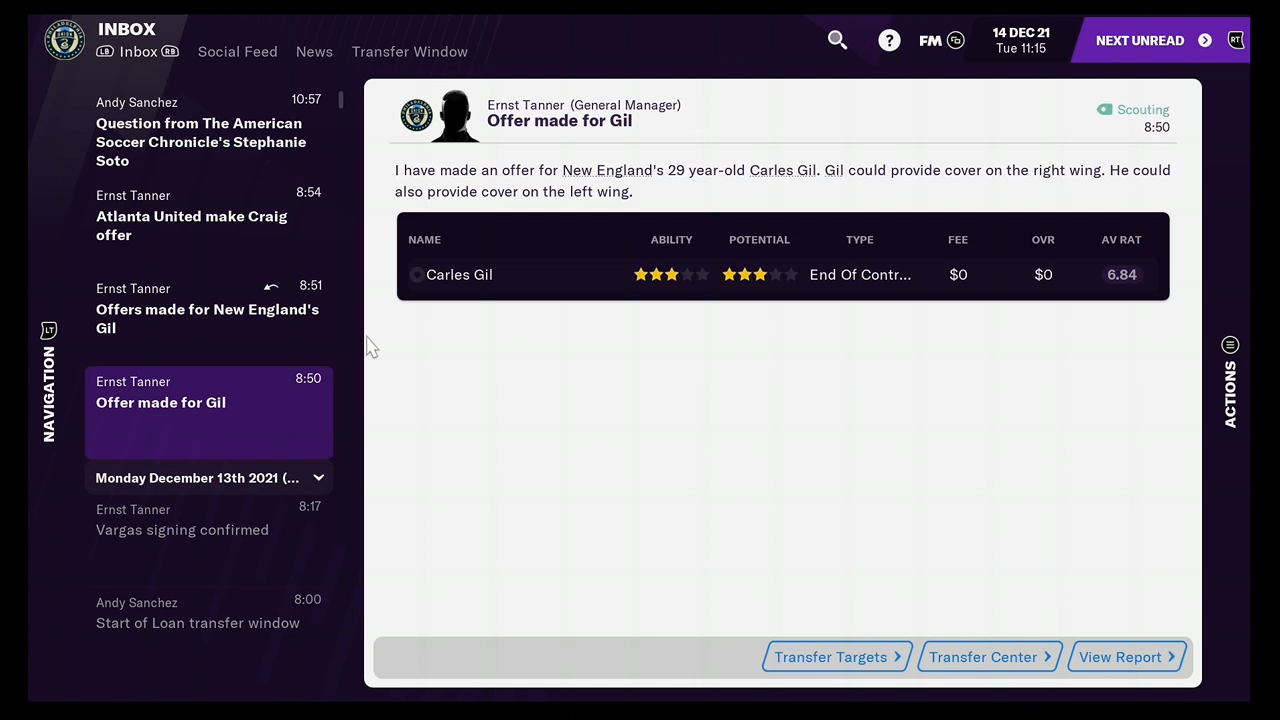 INBOX
LB Inbox RB
Social Feed
News
Transfer Window
?
FM
14 DEC 21
Tue 11:15
NEXT UNREAD
RT
LT
NAVIGATION
Andy Sanchez
10:57
Question from The American
Soccer Chronicle's Stephanie
Soto
Ernst Tanner
8:54
Atlanta United make Craig
offer
Ernst Tanner
8:51
Offers made for New England's
Gil
Ernst Tanner
8:50
Offer made for Gil
Monday December 13th 2021 (...
Ernst Tanner
8:17
Vargas signing confirmed
Andy Sanchez
8:00
Start of Loan transfer window
Ernst Tanner (General Manager)
Offer made for Gil
Scouting
8:50
I have made an offer for New England's 29 year-old Carles Gil. Gil could provide cover on the right wing. He could
also provide cover on the left wing.
NAME ABILITY POTENTIAL TYPE FEE OVR AV RAT
Carles Gil End Of Contr... $0 $0 6.84
Transfer Targets
Transfer Center
View Report
ACTIONS